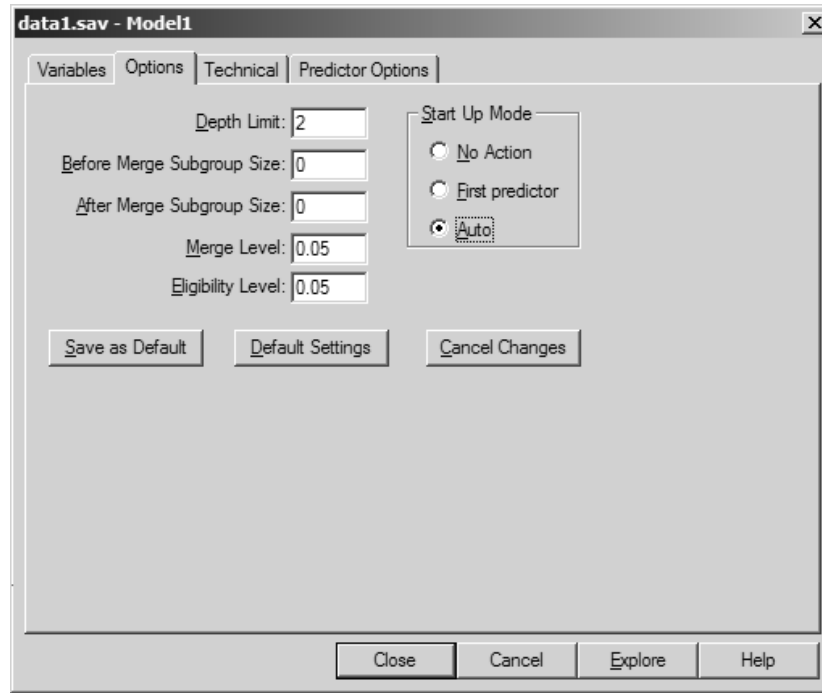 data1.sav - Model1
Variables
Options
Technical
Predictor Options
Depth Limit: 2
Before Merge Subgroup Size: 0
After Merge Subgroup Size: 0
Merge Level: 0.05
Eligibility Level: 0.05
Start Up Mode
No Action
First predictor
Auto
Save as Default
Default Settings
Cancel Changes
Close
Cancel
Explore
Help